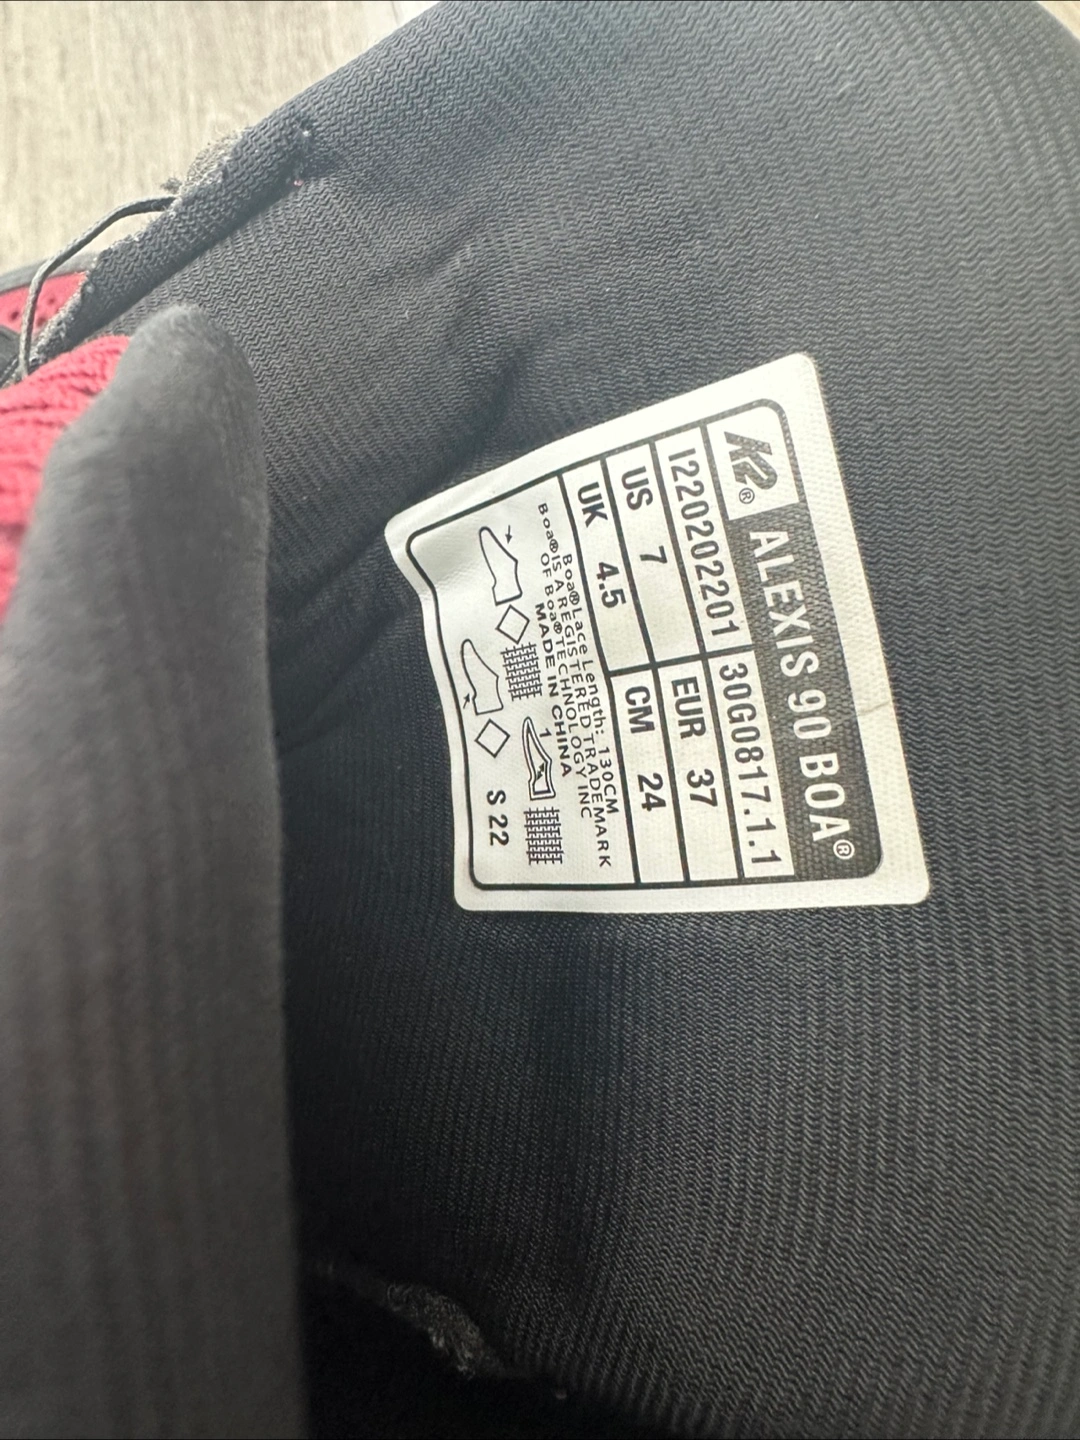 K2® ALEXIS 90 BOA®
I220202201 30G0817.1.1
US 7 EUR 37
UK 4.5 CM 24
Boa® Lace Length: 130CM
Boa® IS A REGISTERED TRADEMARK
OF Boa® TECHNOLOGY INC
MADE IN CHINA
1
S 22